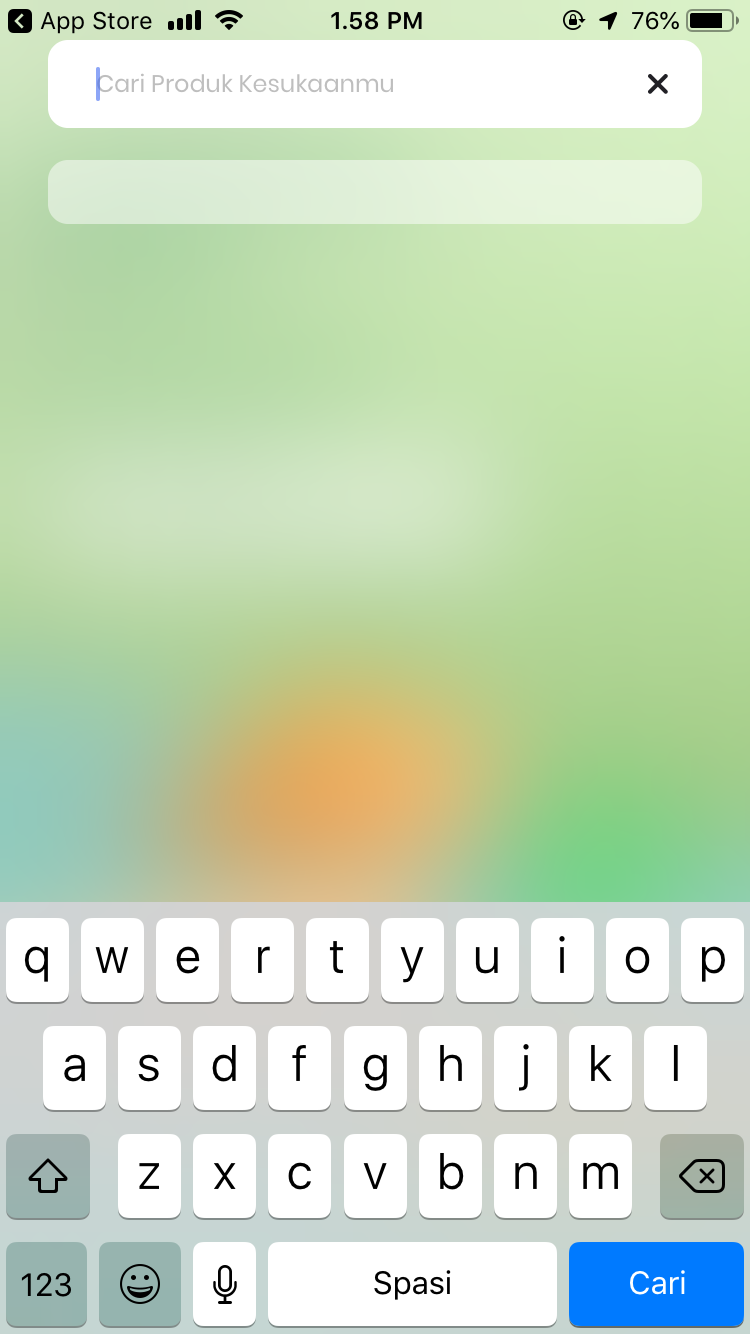 App Store 1.58 PM 76%
Cari Produk Kesukaanmu
q w e r t y u i o p
a s d f g h j k l
z x c v b n m
123 Spasi Cari